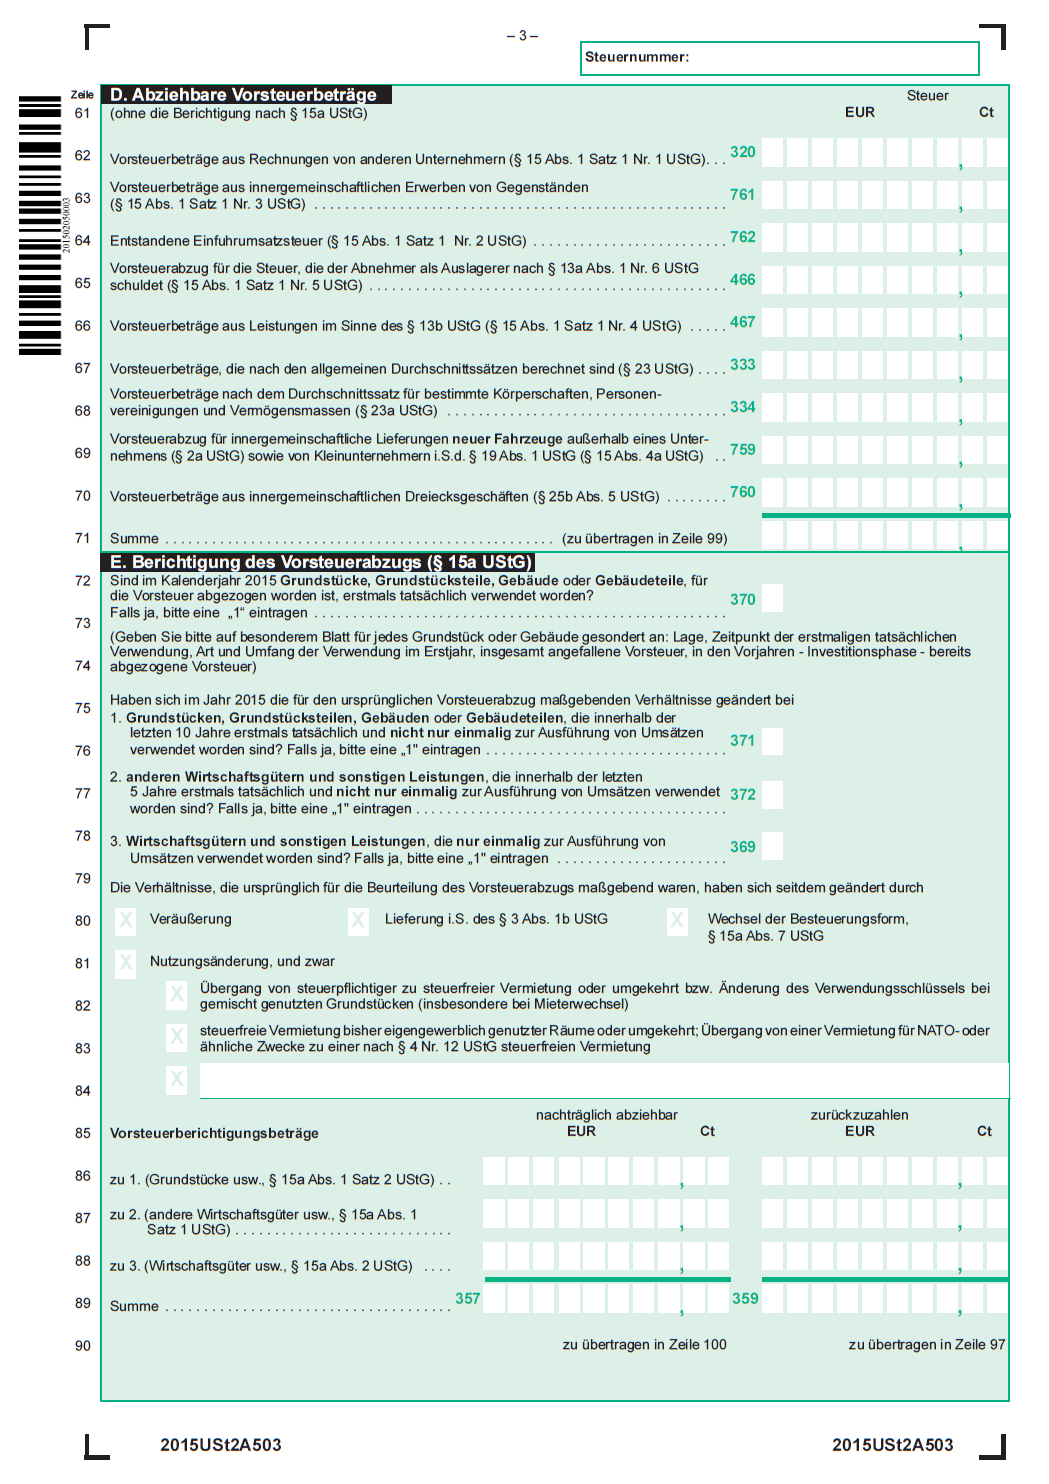 – 3 –
Steuernummer:
Zeile D. Abziehbare Vorsteuerbeträge Steuer
61 (ohne die Berichtigung nach § 15a UStG) EUR Ct
62 Vorsteuerbeträge aus Rechnungen von anderen Unternehmern (§ 15 Abs. 1 Satz 1 Nr. 1 UStG). . . 320 ,
Vorsteuerbeträge aus innergemeinschaftlichen Erwerben von Gegenständen
63 (§ 15 Abs. 1 Satz 1 Nr. 3 UStG) . . . 761 ,
64 Entstandene Einfuhrumsatzsteuer (§ 15 Abs. 1 Satz 1 Nr. 2 UStG) . . . 762 ,
Vorsteuerabzug für die Steuer, die der Abnehmer als Auslagerer nach § 13a Abs. 1 Nr. 6 UStG
65 schuldet (§ 15 Abs. 1 Satz 1 Nr. 5 UStG) . . . 466 ,
66 Vorsteuerbeträge aus Leistungen im Sinne des § 13b UStG (§ 15 Abs. 1 Satz 1 Nr. 4 UStG) . . . . . 467 ,
67 Vorsteuerbeträge, die nach den allgemeinen Durchschnittssätzen berechnet sind (§ 23 UStG) . . . . 333 ,
Vorsteuerbeträge nach dem Durchschnittssatz für bestimmte Körperschaften, Personen-
68 vereinigungen und Vermögensmassen (§ 23a UStG) . . . 334 ,
Vorsteuerabzug für innergemeinschaftliche Lieferungen neuer Fahrzeuge außerhalb eines Unter-
69 nehmens (§ 2a UStG) sowie von Kleinunternehmern i.S.d. § 19 Abs. 1 UStG (§ 15 Abs. 4a UStG) . . 759 ,
70 Vorsteuerbeträge aus innergemeinschaftlichen Dreiecksgeschäften (§ 25b Abs. 5 UStG) . . . . . . . . 760 ,
71 Summe . . . (zu übertragen in Zeile 99) ,
201502050003
E. Berichtigung des Vorsteuerabzugs (§ 15a UStG)
72 Sind im Kalenderjahr 2015 Grundstücke, Grundstücksteile, Gebäude oder Gebäudeteile, für
die Vorsteuer abgezogen worden ist, erstmals tatsächlich verwendet worden? 370
Falls ja, bitte eine „1“ eintragen . . .
73
(Geben Sie bitte auf besonderem Blatt für jedes Grundstück oder Gebäude gesondert an: Lage, Zeitpunkt der erstmaligen tatsächlichen
Verwendung, Art und Umfang der Verwendung im Erstjahr, insgesamt angefallene Vorsteuer, in den Vorjahren - Investitionsphase - bereits
74 abgezogene Vorsteuer)
75 Haben sich im Jahr 2015 die für den ursprünglichen Vorsteuerabzug maßgebenden Verhältnisse geändert bei
1. Grundstücken, Grundstücksteilen, Gebäuden oder Gebäudeteilen, die innerhalb der
letzten 10 Jahre erstmals tatsächlich und nicht nur einmalig zur Ausführung von Umsätzen 371
76 verwendet worden sind? Falls ja, bitte eine „1" eintragen . . .
2. anderen Wirtschaftsgütern und sonstigen Leistungen, die innerhalb der letzten
77 5 Jahre erstmals tatsächlich und nicht nur einmalig zur Ausführung von Umsätzen verwendet 372
worden sind? Falls ja, bitte eine „1" eintragen . . .
78 3. Wirtschaftsgütern und sonstigen Leistungen, die nur einmalig zur Ausführung von 369
Umsätzen verwendet worden sind? Falls ja, bitte eine „1" eintragen . . .
79 Die Verhältnisse, die ursprünglich für die Beurteilung des Vorsteuerabzugs maßgebend waren, haben sich seitdem geändert durch
80 X Veräußerung X Lieferung i.S. des § 3 Abs. 1b UStG X Wechsel der Besteuerungsform,
§ 15a Abs. 7 UStG
81 X Nutzungsänderung, und zwar
X Übergang von steuerpflichtiger zu steuerfreier Vermietung oder umgekehrt bzw. Änderung des Verwendungsschlüssels bei
82 gemischt genutzten Grundstücken (insbesondere bei Mieterwechsel)
X steuerfreie Vermietung bisher eigengewerblich genutzter Räume oder umgekehrt; Übergang von einer Vermietung für NATO- oder
83 ähnliche Zwecke zu einer nach § 4 Nr. 12 UStG steuerfreien Vermietung
84 X
nachträglich abziehbar zurückzuzahlen
85 Vorsteuerberichtigungsbeträge EUR Ct EUR Ct
86 zu 1. (Grundstücke usw., § 15a Abs. 1 Satz 2 UStG) . . , ,
87 zu 2. (andere Wirtschaftsgüter usw., § 15a Abs. 1
Satz 1 UStG) . . . , ,
88 zu 3. (Wirtschaftsgüter usw., § 15a Abs. 2 UStG) . . . . , ,
89 Summe . . . 357 , 359 ,
90 zu übertragen in Zeile 100 zu übertragen in Zeile 97
2015USt2A503 2015USt2A503